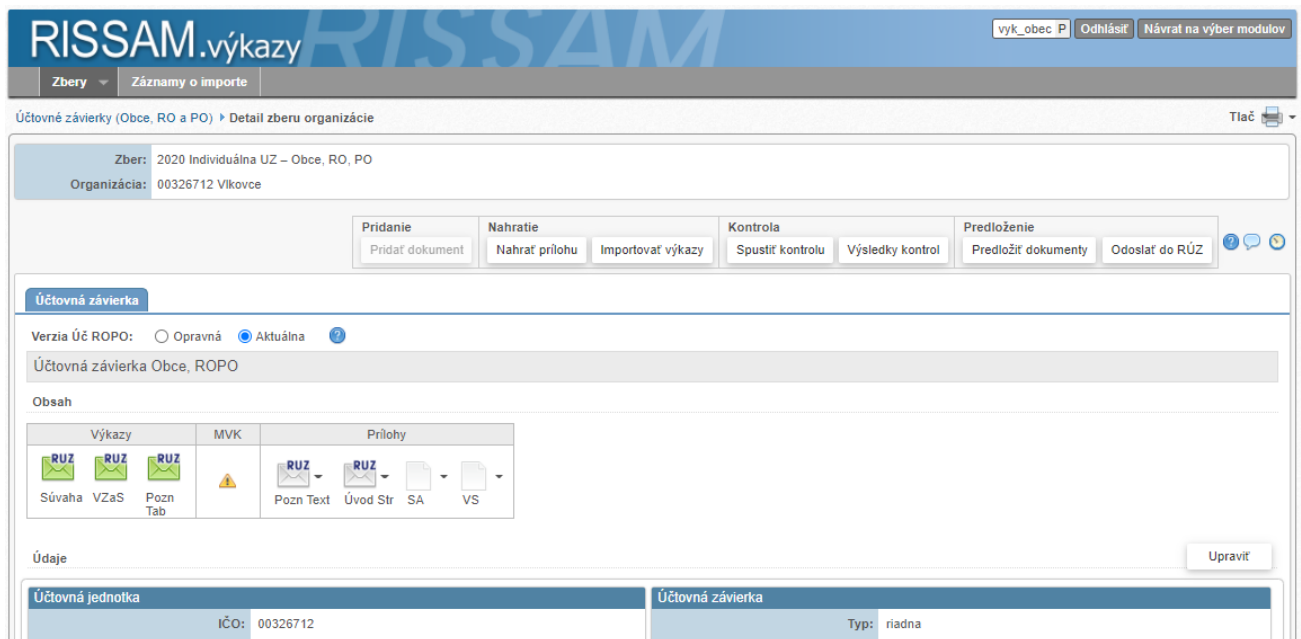 RISSAM.výkazy RISSAM
vyk_obec P Odhlásiť Návrat na výber modulov
Zbery Záznamy o importe
Účtovné závierky (Obce, RO a PO) Detail zberu organizácie Tlač
Zber: 2020 Individuálna UZ – Obce, RO, PO
Organizácia: 00326712 Vlkovce
Pridanie Nahratie Kontrola Predloženie
Pridať dokument Nahrať prílohu Importovať výkazy Spustiť kontrolu Výsledky kontrol Predložiť dokumenty Odoslať do RÚZ
Účtovná závierka
Verzia Úč ROPO: Opravná Aktuálna
Účtovná závierka Obce, ROPO
Obsah
Výkazy MVK Prílohy
RUZ RUZ RUZ RUZ RUZ
Súvaha VZaS Pozn Tab Pozn Text Úvod Str SA VS
Údaje Upraviť
Účtovná jednotka Účtovná závierka
IČO: 00326712 Typ: riadna